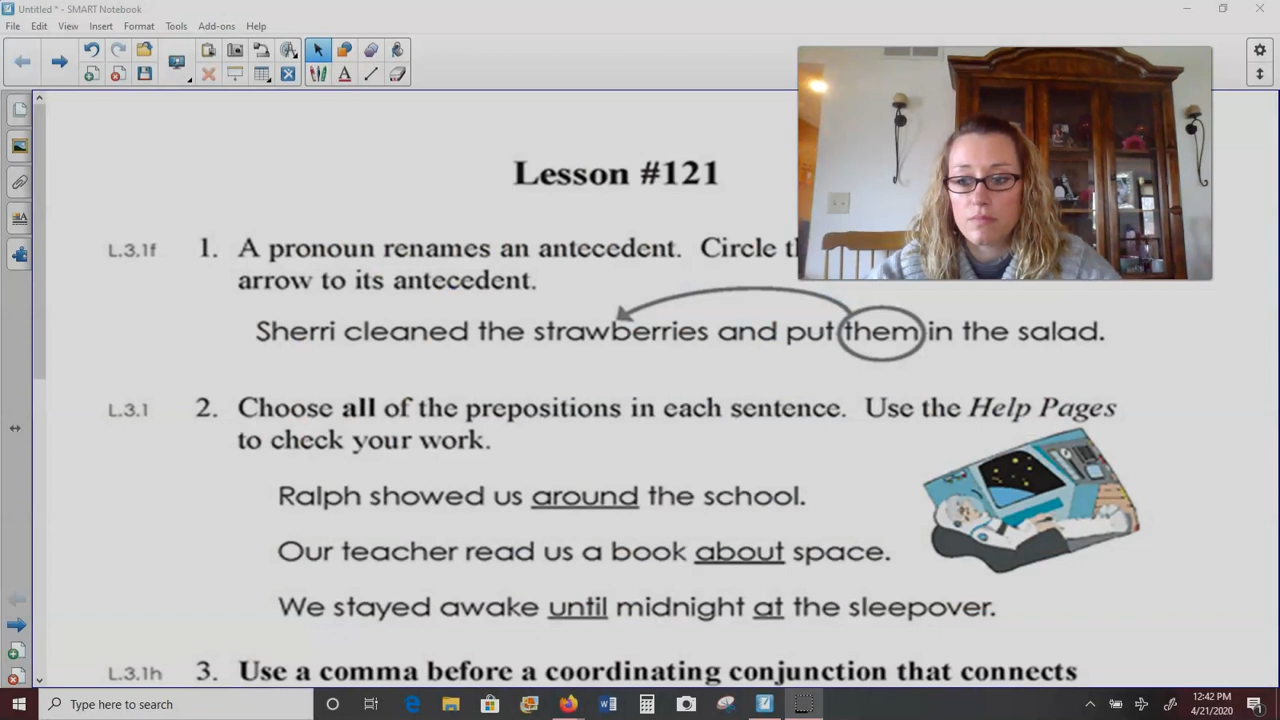 Untitled * - SMART Notebook
File Edit View Insert Format Tools Add-ons Help
Lesson #121
L.3.1f 1. A pronoun renames an antecedent. Circle
arrow to its antecedent.
Sherri cleaned the strawberries and put them in the salad.
L.3.1 2. Choose all of the prepositions in each sentence. Use the Help Pages
to check your work.
Ralph showed us around the school.
Our teacher read us a book about space.
We stayed awake until midnight at the sleepover.
L.3.1h 3. Use a comma before a coordinating conjunction that connects
Type here to search
12:42 PM
4/21/2020